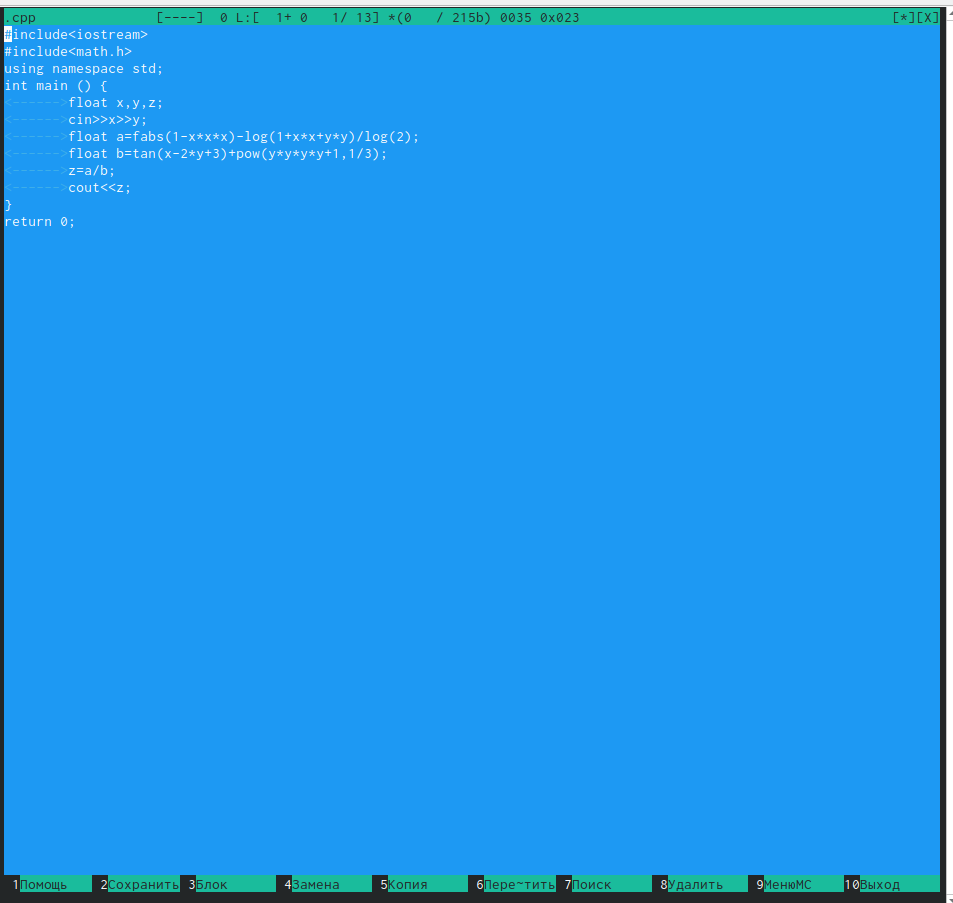 .cpp [----] 0 L:[ 1+ 0 1/ 13] *(0 / 215b) 0035 0x023 [*][X]
#include<iostream>
#include<math.h>
using namespace std;
int main () {
<------>float x,y,z;
<------>cin>>x>>y;
<------>float a=fabs(1-x*x*x)-log(1+x*x+y*y)/log(2);
<------>float b=tan(x-2*y+3)+pow(y*y*y*y+1,1/3);
<------>z=a/b;
<------>cout<<z;
}
return 0;
1Помощь 2Сохранить 3Блок 4Замена 5Копия 6Пере~тить 7Поиск 8Удалить 9МенюMC 10Выход